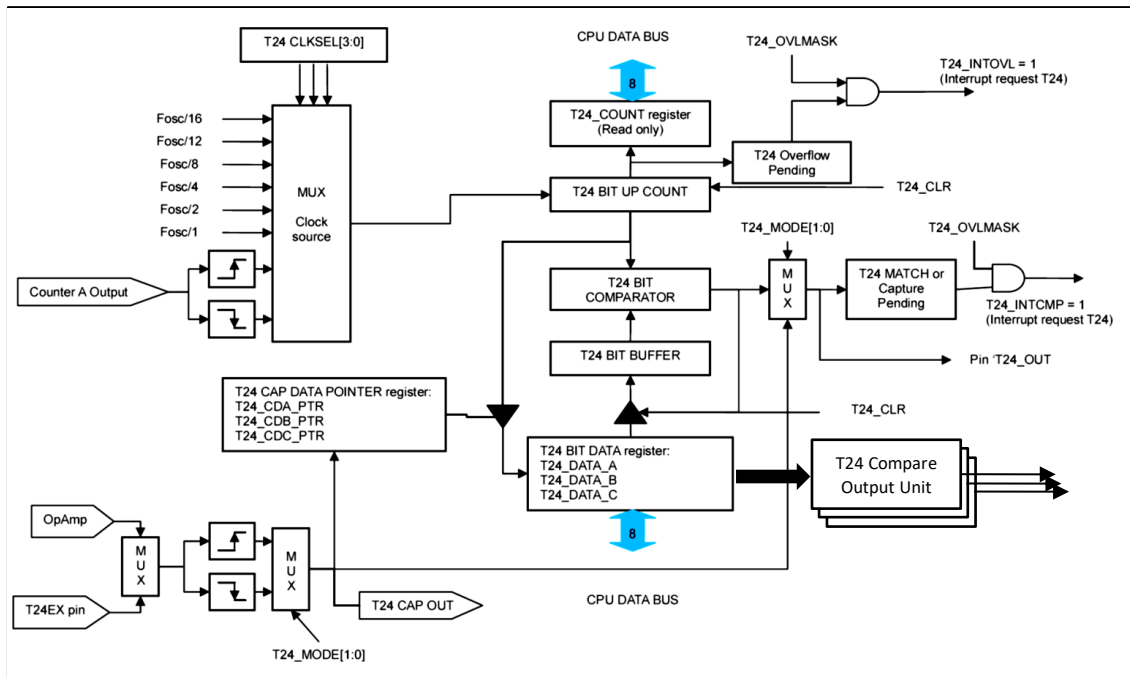 T24 CLKSEL[3:0]
CPU DATA BUS
8
T24_OVLMASK
T24_INTOVL = 1
(Interrupt request T24)
T24_COUNT register
(Read only)
T24 Overflow
Pending
Fosc/16
Fosc/12
Fosc/8
Fosc/4
Fosc/2
Fosc/1
MUX
Clock
source
T24 BIT UP COUNT
T24_CLR
Counter A Output
T24_MODE[1:0]
T24_OVLMASK
T24 BIT
COMPARATOR
M
U
X
T24 MATCH or
Capture
Pending
T24_INTCMP = 1
(Interrupt request T24)
T24 BIT BUFFER
Pin 'T24_OUT
T24 CAP DATA POINTER register:
T24_CDA_PTR
T24_CDB_PTR
T24_CDC_PTR
T24_CLR
T24 BIT DATA register:
T24_DATA_A
T24_DATA_B
T24_DATA_C
T24 Compare
Output Unit
8
CPU DATA BUS
OpAmp
M
U
X
T24EX pin
M
U
X
T24 CAP OUT
T24_MODE[1:0]